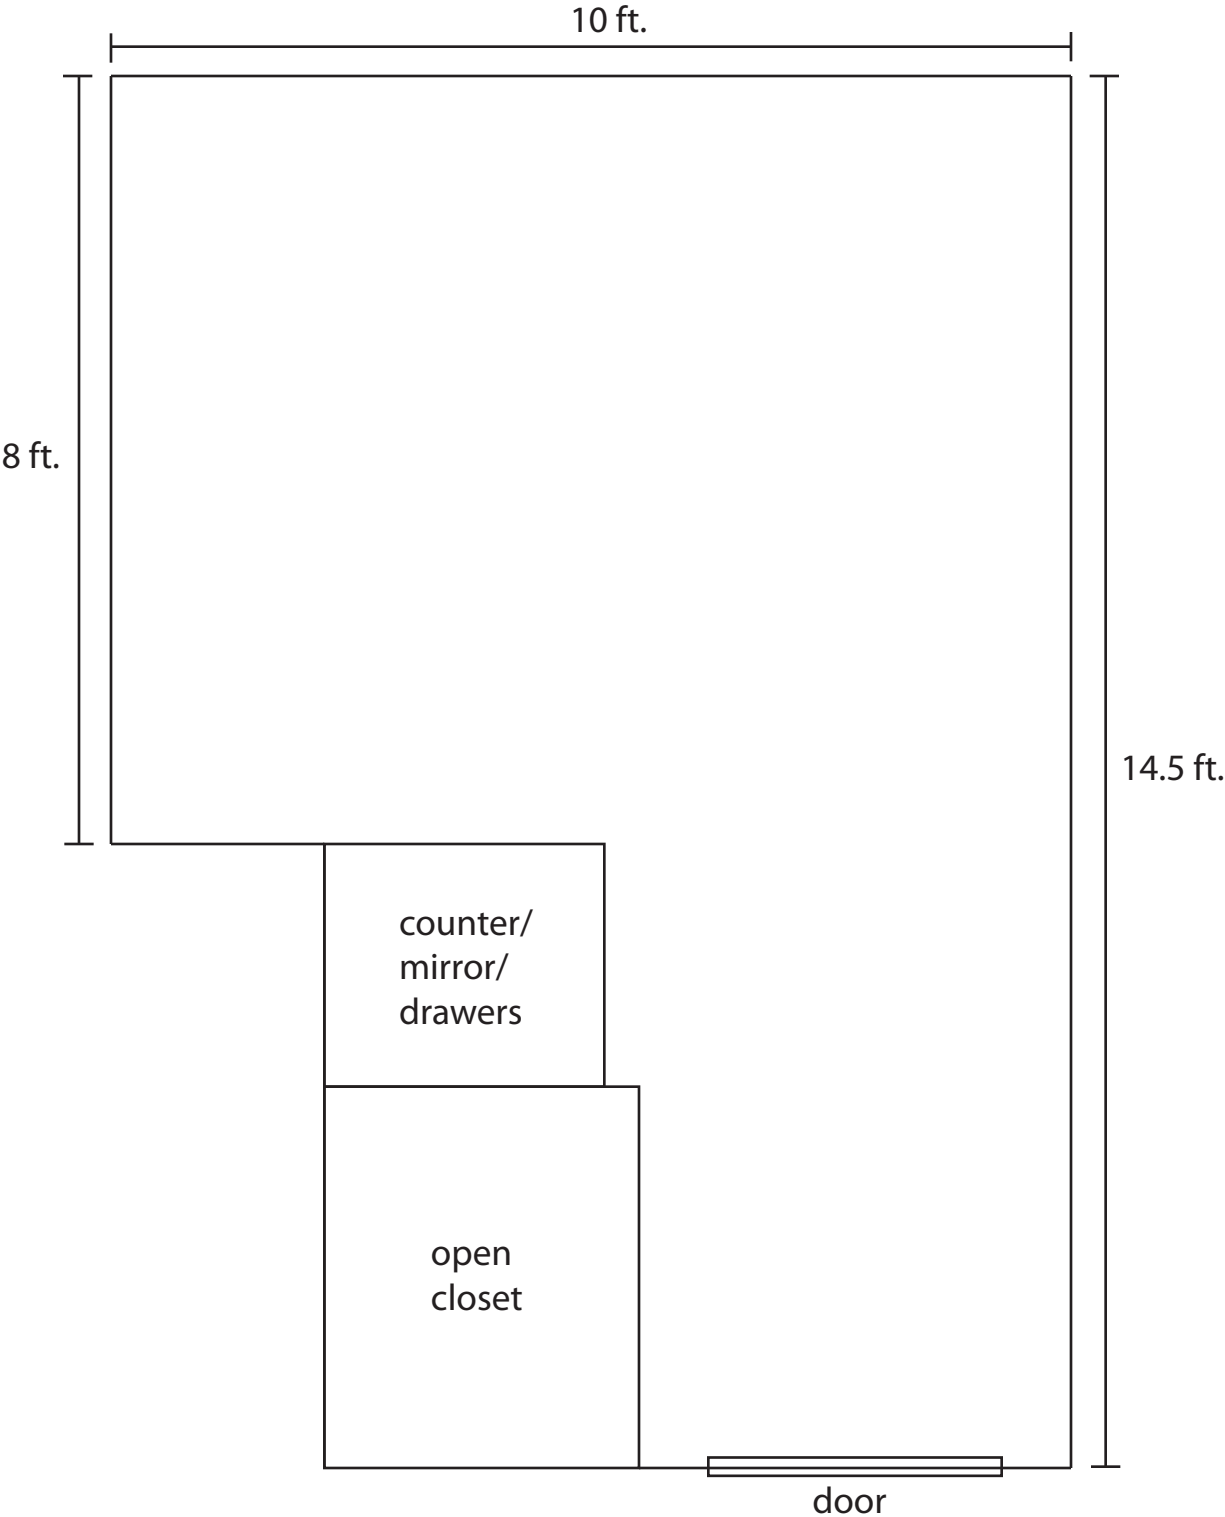 10 ft.
8 ft.
14.5 ft.
counter/
mirror/
drawers
open
closet
door